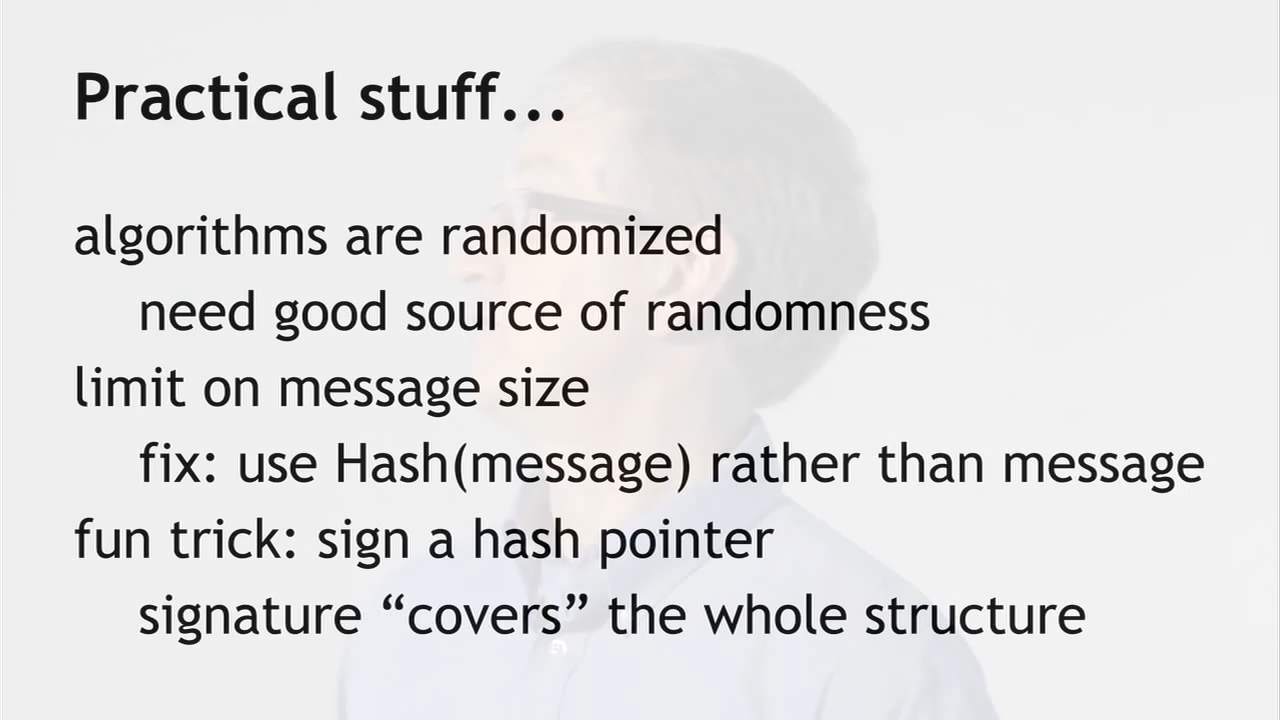 Practical stuff...
algorithms are randomized
need good source of randomness
limit on message size
fix: use Hash(message) rather than message
fun trick: sign a hash pointer
signature “covers” the whole structure